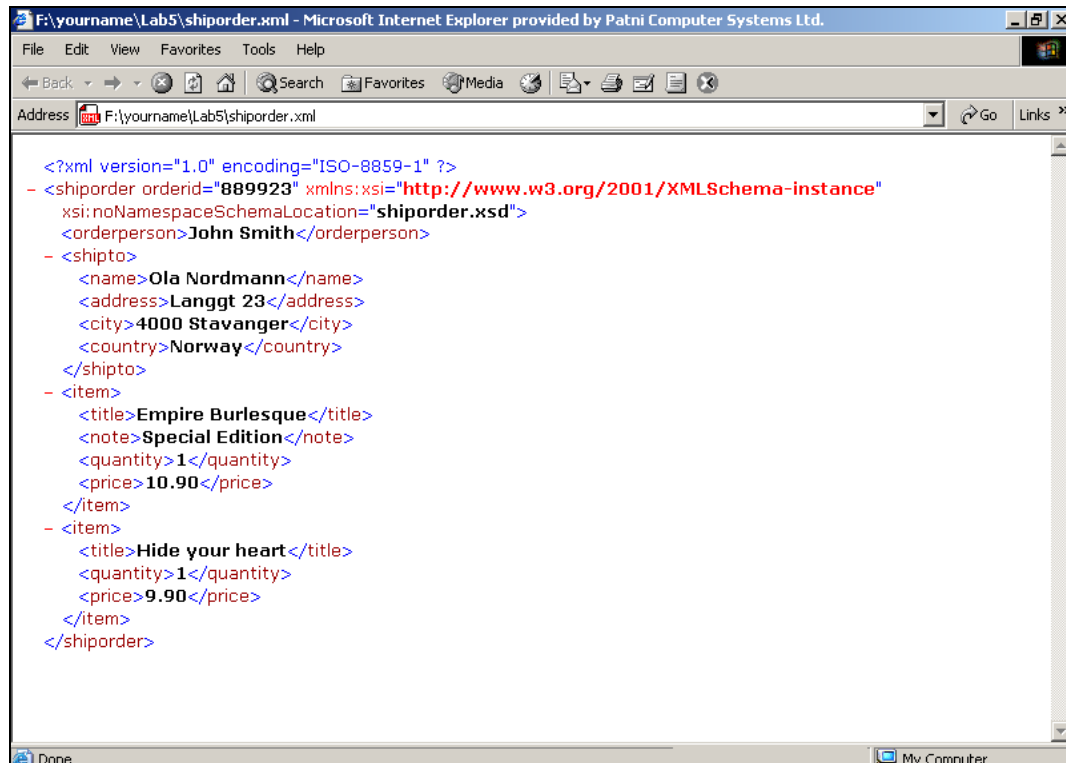 F:\yourname\Lab5\shiporder.xml - Microsoft Internet Explorer provided by Patni Computer Systems Ltd.
File Edit View Favorites Tools Help
Back Search Favorites Media
Address F:\yourname\Lab5\shiporder.xml Go Links »
<?xml version="1.0" encoding="ISO-8859-1" ?>
- <shiporder orderid="889923" xmlns:xsi="http://www.w3.org/2001/XMLSchema-instance"
xsi:noNamespaceSchemaLocation="shiporder.xsd">
<orderperson>John Smith</orderperson>
- <shipto>
<name>Ola Nordmann</name>
<address>Langgt 23</address>
<city>4000 Stavanger</city>
<country>Norway</country>
</shipto>
- <item>
<title>Empire Burlesque</title>
<note>Special Edition</note>
<quantity>1</quantity>
<price>10.90</price>
</item>
- <item>
<title>Hide your heart</title>
<quantity>1</quantity>
<price>9.90</price>
</item>
</shiporder>
Done My Computer